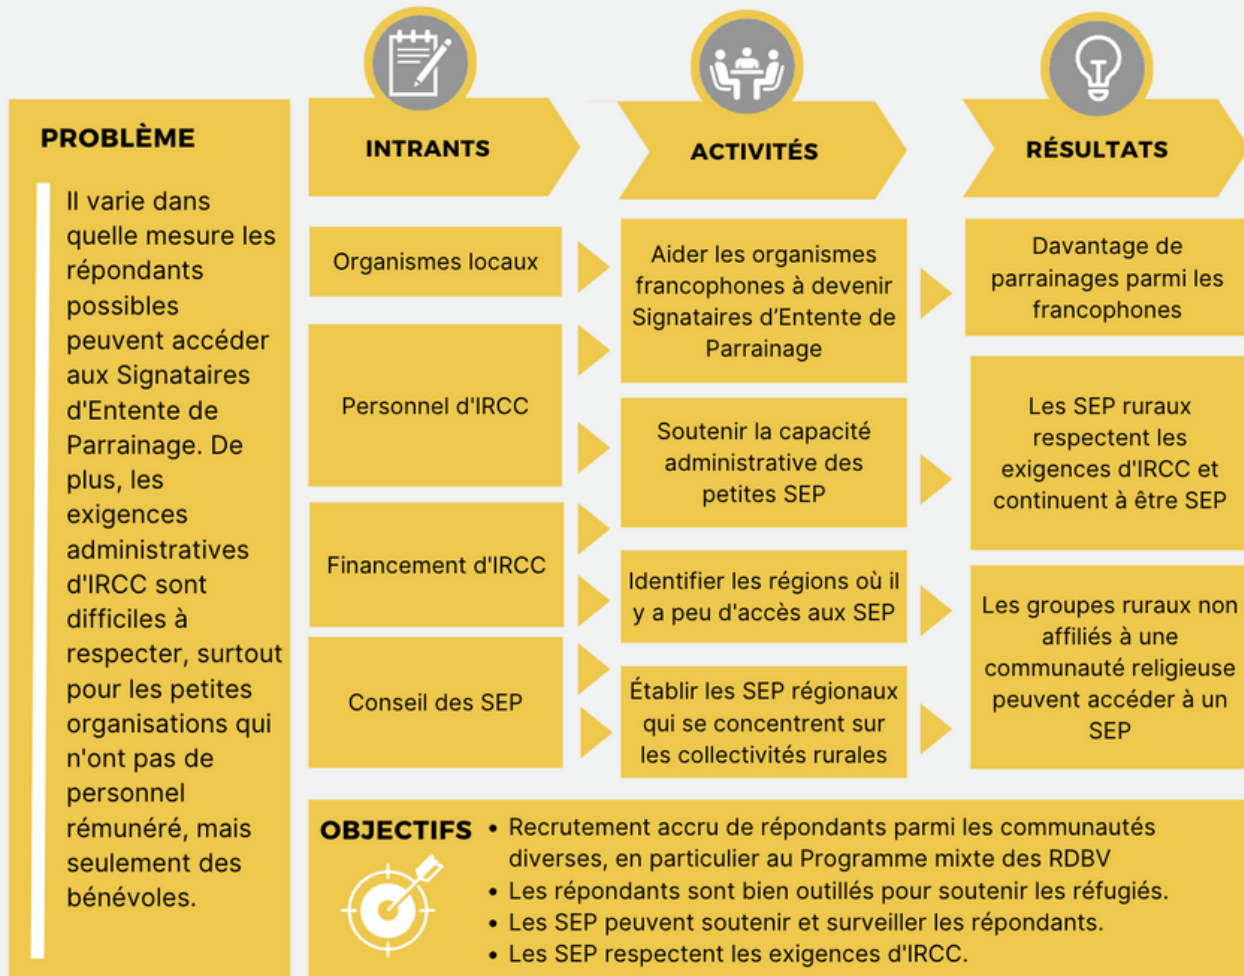 PROBLÈME
Il varie dans
quelle mesure les
répondants
possibles
peuvent accéder
aux Signataires
d'Entente de
Parrainage. De
plus, les
exigences
administratives
d'IRCC sont
difficiles à
respecter, surtout
pour les petites
organisations qui
n'ont pas de
personnel
rémunéré, mais
seulement des
bénévoles.
INTRANTS
Organismes locaux
Personnel d'IRCC
Financement d'IRCC
Conseil des SEP
ACTIVITÉS
Aider les organismes
francophones à devenir
Signataires d'Entente de
Parrainage
Soutenir la capacité
administrative des
petites SEP
Identifier les régions où il
y a peu d'accès aux SEP
Établir les SEP régionaux
qui se concentrent sur
les collectivités rurales
RÉSULTATS
Davantage de
parrainages parmi les
francophones
Les SEP ruraux
respectent les
exigences d'IRCC et
continuent à être SEP
Les groupes ruraux non
affiliés à une
communauté religieuse
peuvent accéder à un
SEP
OBJECTIFS
• Recrutement accru de répondants parmi les communautés
diverses, en particulier au Programme mixte des RDBV
• Les répondants sont bien outillés pour soutenir les réfugiés.
• Les SEP peuvent soutenir et surveiller les répondants.
• Les SEP respectent les exigences d'IRCC.